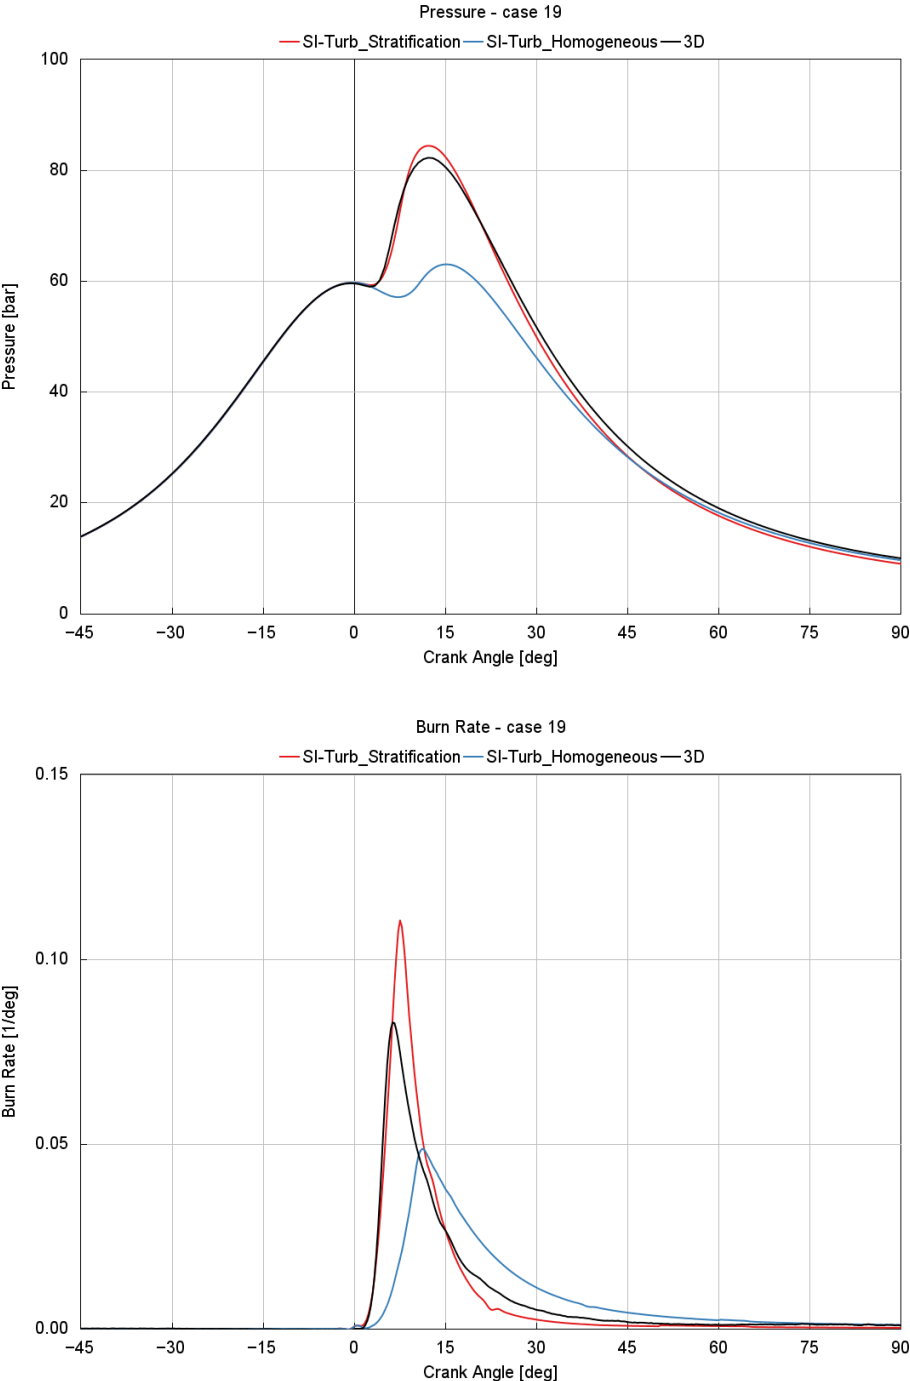 Pressure - case 19
SI-Turb_Stratification SI-Turb_Homogeneous 3D
100
80
60
40
20
0
Pressure [bar]
−45 −30 −15 0 15 30 45 60 75 90
Crank Angle [deg]
Burn Rate - case 19
SI-Turb_Stratification SI-Turb_Homogeneous 3D
0.15
0.10
0.05
0.00
Burn Rate [1/deg]
−45 −30 −15 0 15 30 45 60 75 90
Crank Angle [deg]